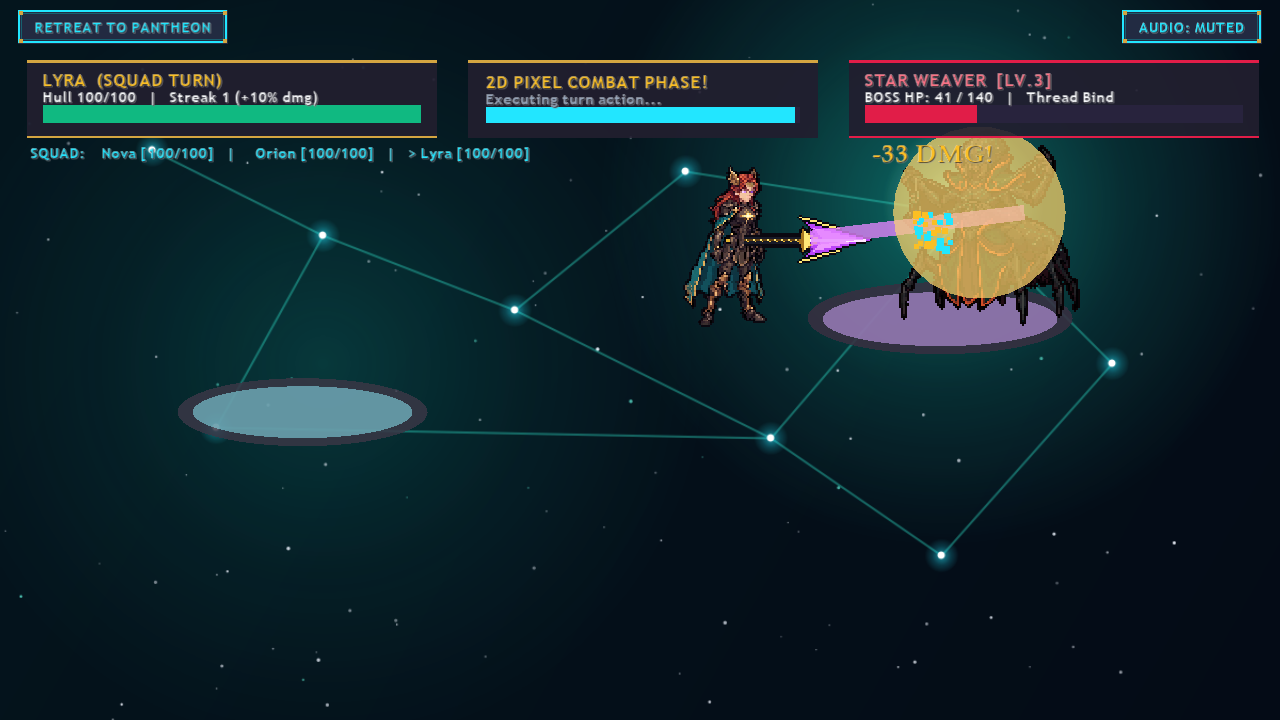 RETREAT TO PANTHEON
AUDIO: MUTED
LYRA (SQUAD TURN)
Hull 100/100 | Streak 1 (+10% dmg)
2D PIXEL COMBAT PHASE!
Executing turn action...
STAR WEAVER [LV.3]
BOSS HP: 41 / 140 | Thread Bind
SQUAD: Nova [100/100] | Orion [100/100] | > Lyra [100/100]
-33 DMG!